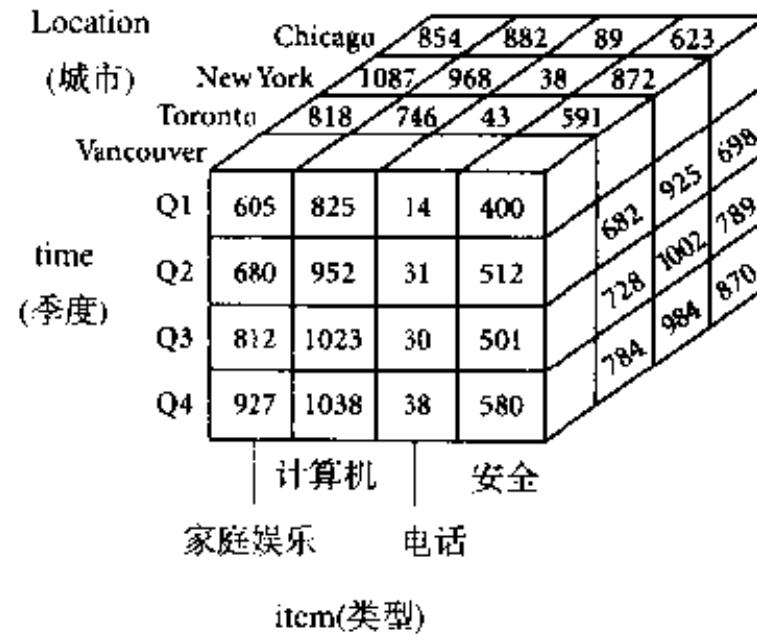 Location
(城市)
Chicago 854 882 89 623
New York 1087 968 38 872
Toronto 818 746 43 591
Vancouver
Q1 605 825 14 400
682 925 698
time
(季度)
Q2 680 952 31 512
728 1002 789
Q3 812 1023 30 501
784 984 870
Q4 927 1038 38 580
计算机 安全
家庭娱乐 电话
item(类型)